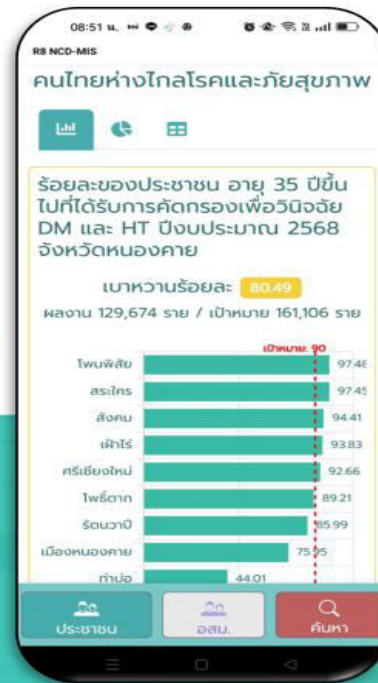 08:51 น.
R8 NCD-MIS
คนไทยห่างไกลโรคและภัยสุขภาพ
ร้อยละของประชาชน อายุ 35 ปีขึ้น
ไปที่ได้รับการคัดกรองเพื่อวินิจฉัย
DM และ HT ปีงบประมาณ 2568
จังหวัดหนองคาย
เบาหวานร้อยละ 80.49
ผลงาน 129,674 ราย / เป้าหมาย 161,106 ราย
เป้าหมาย: 90
โพนพิสัย 97.48
สระใคร 97.45
สังคม 94.41
เฝ้าไร่ 93.83
ศรีเชียงใหม่ 92.66
โพธิ์ตาก 89.21
รัตนวาปี 85.99
เมืองหนองคาย 75.95
ท่าบ่อ 44.01
ประชาชน
อสม.
ค้นหา